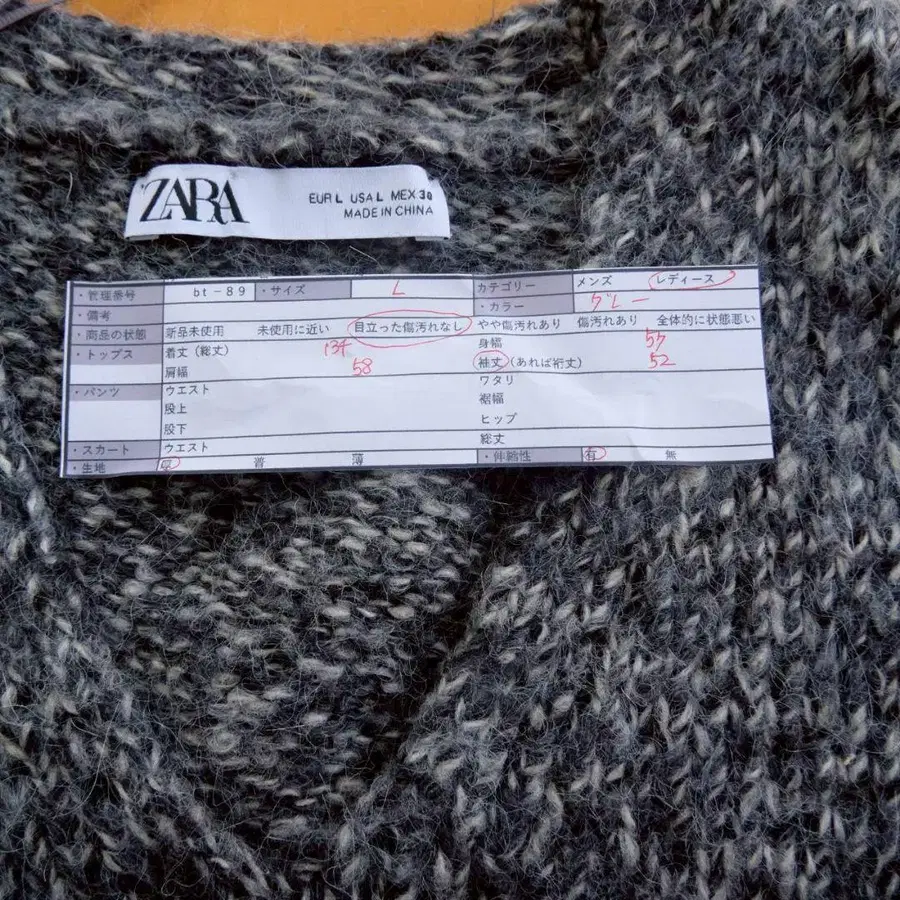 ZARA
EUR L USA L MEX 30
MADE IN CHINA
・管理番号 bt-89 ・サイズ L カテゴリー メンズ レディース
・備考 ・カラー グレー
・商品の状態 新品未使用 未使用に近い 目立った傷汚れなし やや傷汚れあり 傷汚れあり 全体的に状態悪い
・トップス 着丈（総丈） 134 身幅 57
肩幅 58 袖丈（あれば裄丈） 52
・パンツ ウエスト ワタリ
股上 裾幅
股下 ヒップ
・スカート ウエスト 総丈
・生地 厚 普 薄 ・伸縮性 有 無